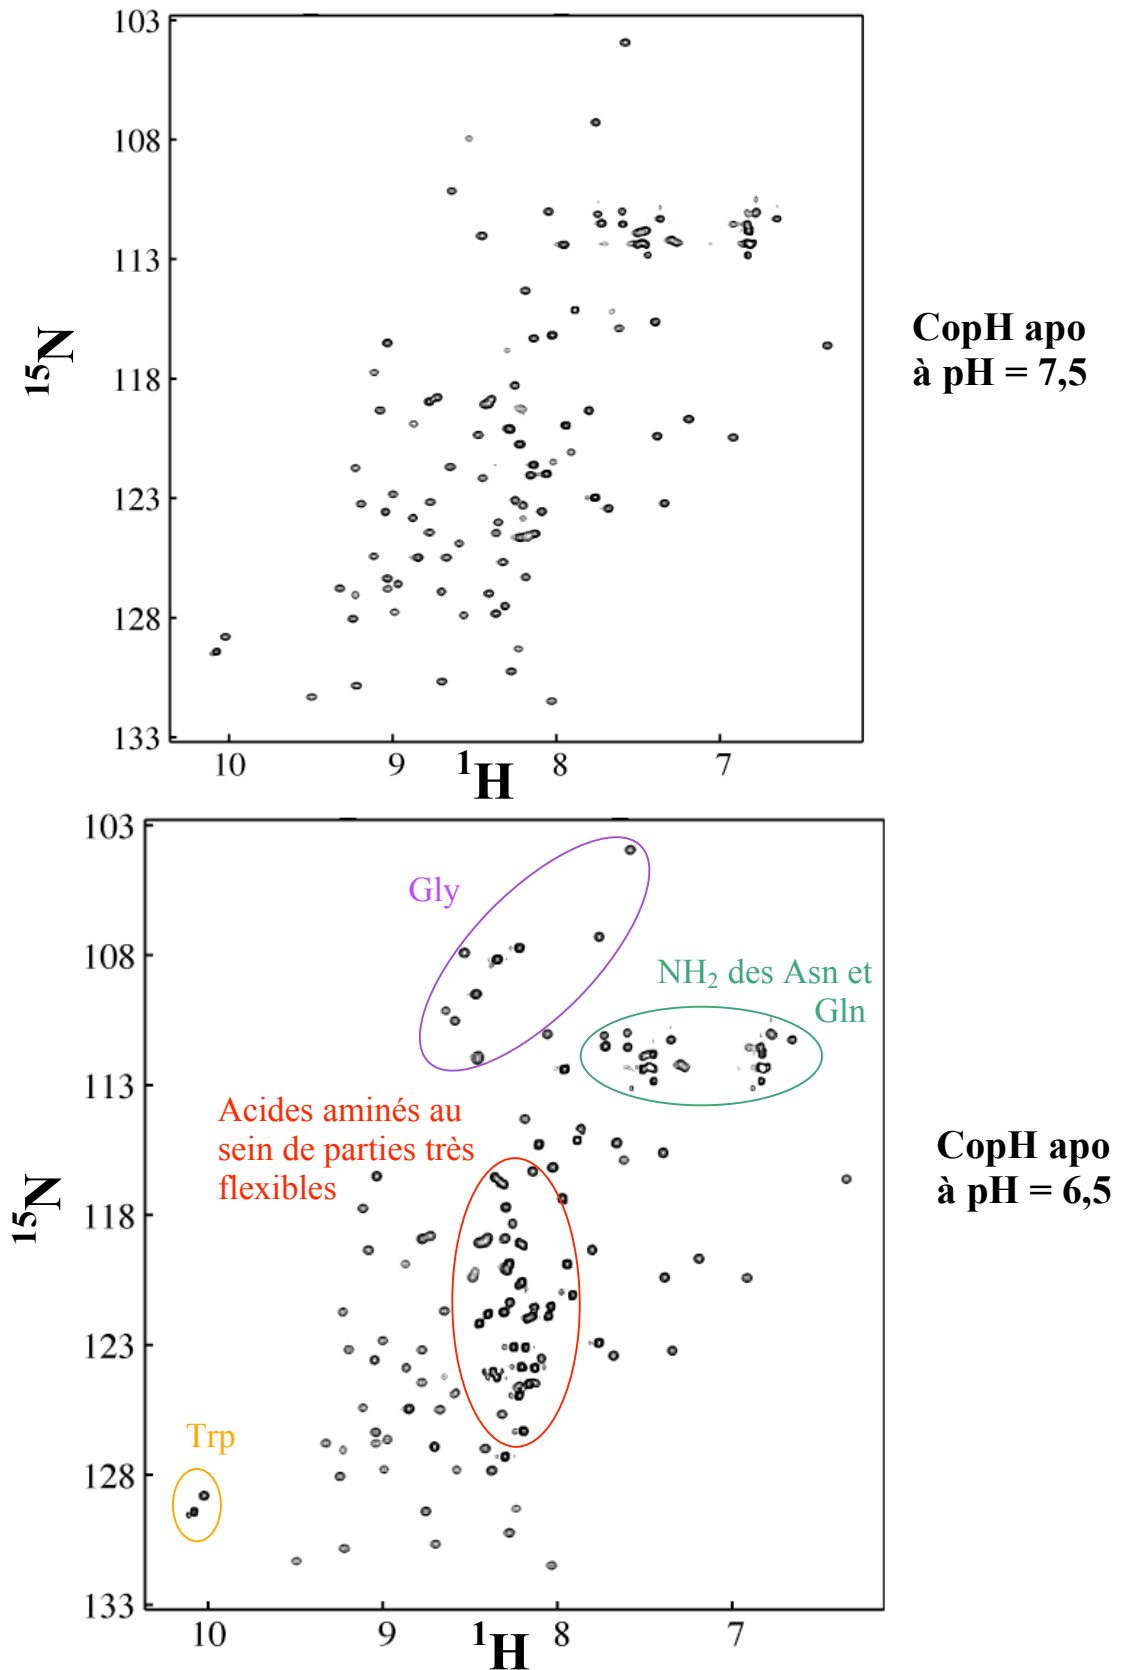 103
108
113
118
123
128
133
15N
10
9
8
7
1H
CopH apo
à pH = 7,5
103
108
113
118
123
128
133
15N
10
9
8
7
1H
Gly
NH2 des Asn et
Gln
Acides aminés au
sein de parties très
flexibles
Trp
CopH apo
à pH = 6,5